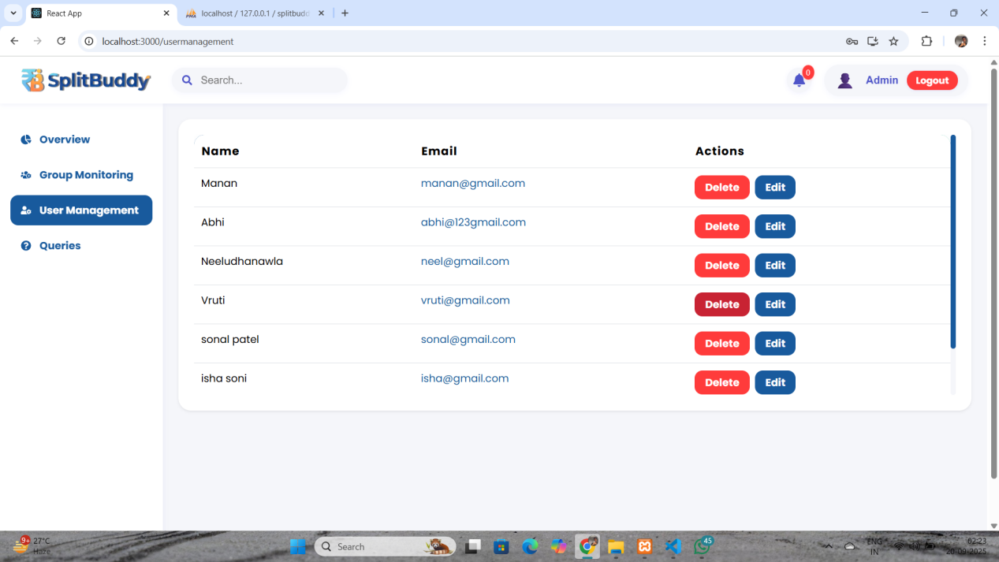 React App
localhost / 127.0.0.1 / splitbudd
localhost:3000/usermanagement
SplitBuddy
Search...
0
Admin
Logout
Overview
Group Monitoring
User Management
Queries
Name Email Actions
Manan manan@gmail.com Delete Edit
Abhi abhi@123gmail.com Delete Edit
Neeludhanawla neel@gmail.com Delete Edit
Vruti vruti@gmail.com Delete Edit
sonal patel sonal@gmail.com Delete Edit
isha soni isha@gmail.com Delete Edit
9+
27°C
Haze
Search
45
ENG
IN
02:23
20-09-2025